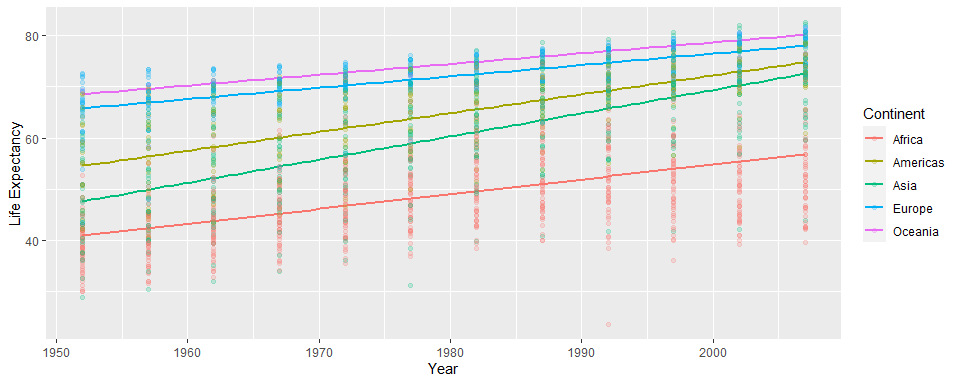 80
60
40
Life Expectancy
1950
1960
1970
1980
1990
2000
Year
Continent
Africa
Americas
Asia
Europe
Oceania